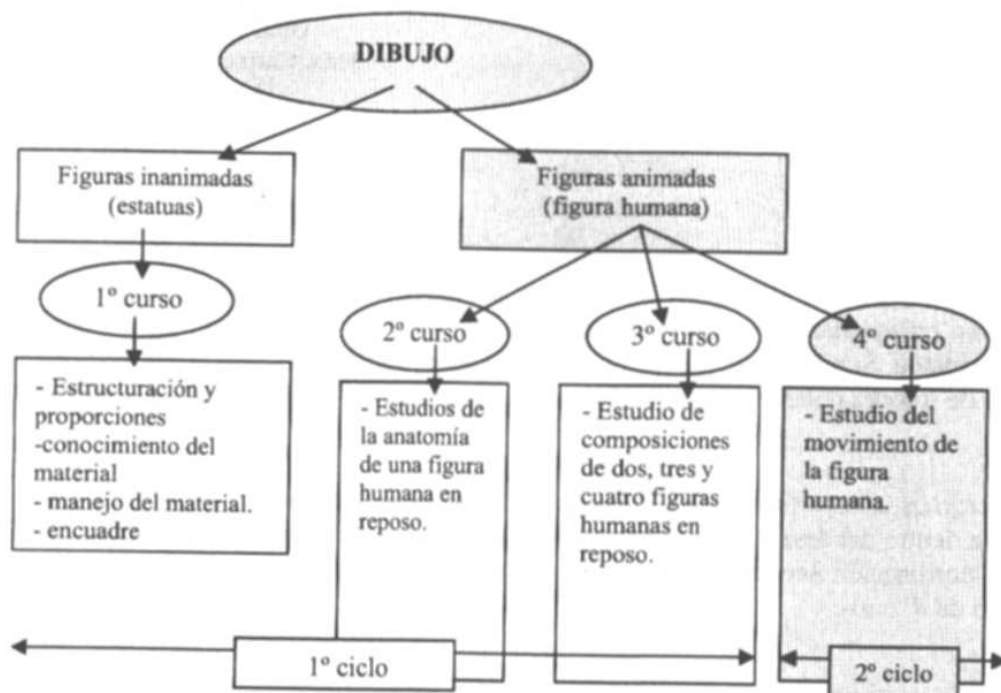 DIBUJO
Figuras inanimadas
(estatuas)
Figuras animadas
(figura humana)
1º curso
2º curso
3º curso
4º curso
- Estructuración y
proporciones
-conocimiento del
material
- manejo del material.
- encuadre
- Estudios de
la anatomía
de una figura
humana en
reposo.
- Estudio de
composiciones
de dos, tres y
cuatro figuras
humanas en
reposo.
- Estudio del
movimiento de
la figura
humana.
1º ciclo
2º ciclo